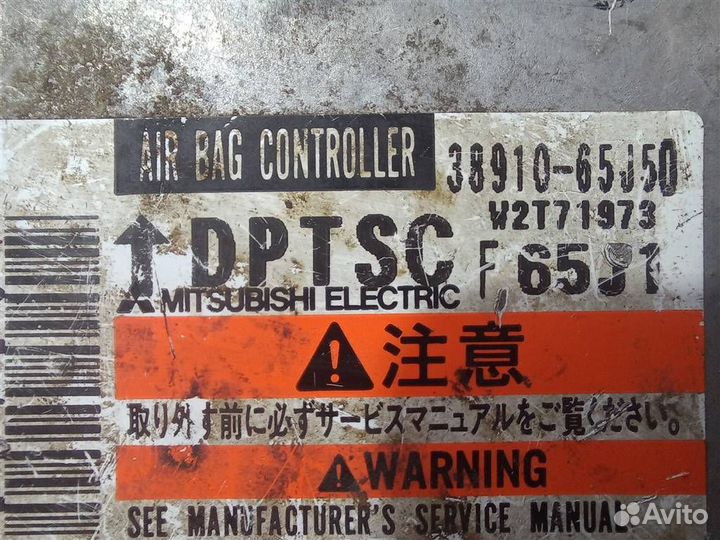 AIR BAG CONTROLLER 38910-65J50
W2T71973
DPTSC F 65J1
MITSUBISHI ELECTRIC
注意
取り外す前に必ずサービスマニュアルをご覧ください。
WARNING
SEE MANUFACTURER'S SERVICE MANUAL
Avito